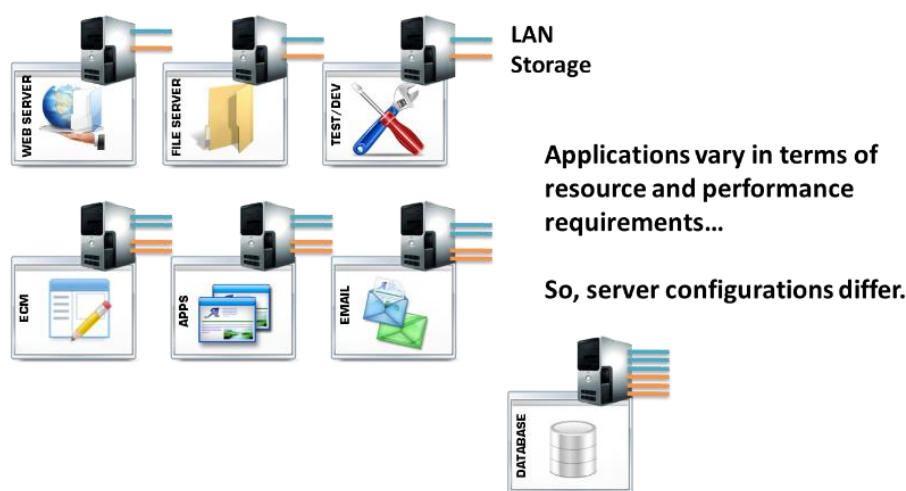 LAN
Storage
WEB SERVER
FILE SERVER
TEST/DEV
Applications vary in terms of
resource and performance
requirements...
So, server configurations differ.
ECM
APPS
EMAIL
DATABASE